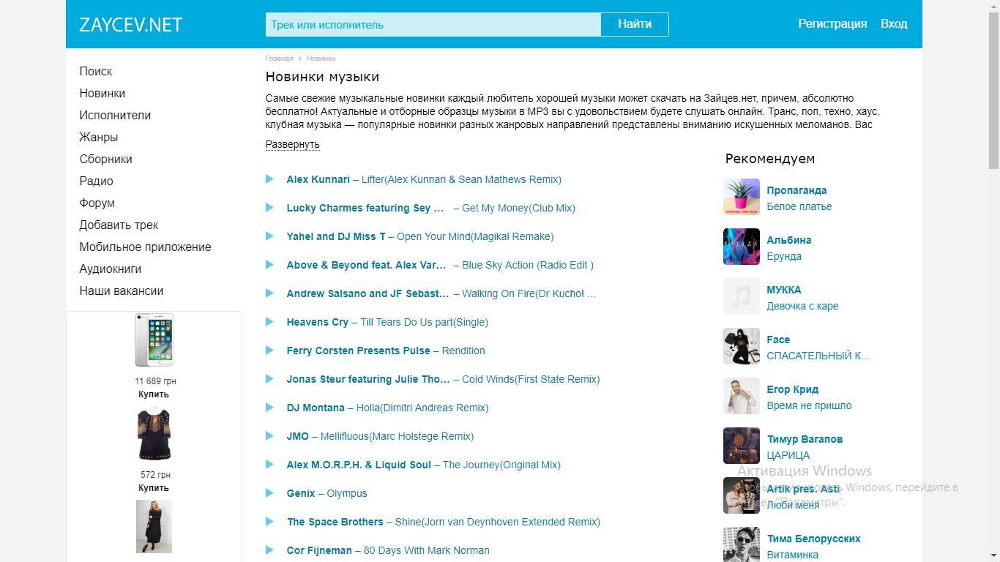 ZAYCEV.NET
Трек или исполнитель
Найти
Регистрация
Вход
Поиск
Новинки
Исполнители
Жанры
Сборники
Радио
Форум
Добавить трек
Мобильное приложение
Аудиокниги
Наши вакансии
11 689 грн
Купить
572 грн
Купить
Главная › Новинки
Новинки музыки
Самые свежие музыкальные новинки каждый любитель хорошей музыки может скачать на Зайцев.нет, причем, абсолютно
бесплатно! Актуальные и отборные образцы музыки в MP3 вы с удовольствием будете слушать онлайн. Транс, поп, техно, хаус,
клубная музыка — популярные новинки разных жанровых направлений представлены вниманию искушенных меломанов. Вас
Развернуть
Alex Kunnari – Lifter(Alex Kunnari & Sean Mathews Remix)
Lucky Charmes featuring Sey ... – Get My Money(Club Mix)
Yahel and DJ Miss T – Open Your Mind(Magikal Remake)
Above & Beyond feat. Alex Var... – Blue Sky Action (Radio Edit )
Andrew Salsano and JF Sebast... – Walking On Fire(Dr Kucho! ...
Heavens Cry – Till Tears Do Us part(Single)
Ferry Corsten Presents Pulse – Rendition
Jonas Steur featuring Julie Tho... – Cold Winds(First State Remix)
DJ Montana – Holla(Dimitri Andreas Remix)
JMO – Mellifluous(Marc Holstege Remix)
Alex M.O.R.P.H. & Liquid Soul – The Journey(Original Mix)
Genix – Olympus
The Space Brothers – Shine(Jorn van Deynhoven Extended Remix)
Cor Fijneman – 80 Days With Mark Norman
Рекомендуем
Пропаганда
Белое платье
Альбина
Ерунда
МУККА
Девочка с каре
Face
СПАСАТЕЛЬНЫЙ К...
Егор Крид
Время не пришло
Тимур Вагапов
ЦАРИЦА
Активация Windows
Artik pres. Asti
Windows, перейдите в
Люби меня
"Параметры".
Тима Белорусских
Витаминка